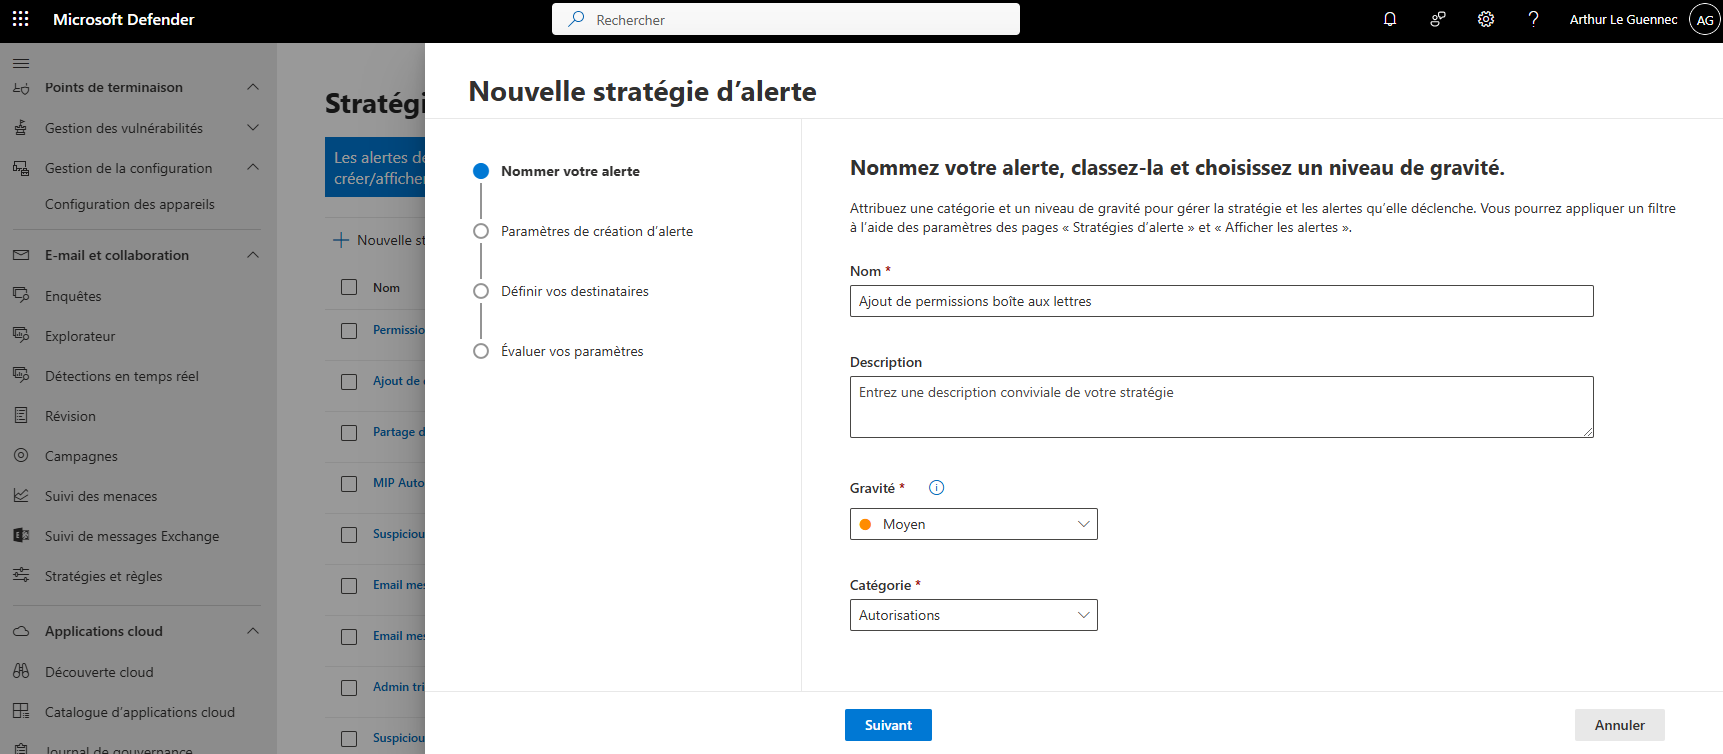 Microsoft Defender
Rechercher
Arthur Le Guennec
AG
Points de terminaison
Gestion des vulnérabilités
Gestion de la configuration
Configuration des appareils
E-mail et collaboration
Enquêtes
Explorateur
Détections en temps réel
Révision
Campagnes
Suivi des menaces
Suivi de messages Exchange
Stratégies et règles
Applications cloud
Découverte cloud
Catalogue d'applications cloud
Journal de gouvernance
Stratégi
Les alertes de
créer/afficher
Nouvelle st
Nom
Permissio
Ajout de
Partage d
MIP Auto
Suspiciou
Email mes
Email mes
Admin tri
Suspiciou
Nouvelle stratégie d’alerte
Nommer votre alerte
Paramètres de création d’alerte
Définir vos destinataires
Évaluer vos paramètres
Nommez votre alerte, classez-la et choisissez un niveau de gravité.
Attribuez une catégorie et un niveau de gravité pour gérer la stratégie et les alertes qu’elle déclenche. Vous pourrez appliquer un filtre
à l’aide des paramètres des pages « Stratégies d’alerte » et « Afficher les alertes ».
Nom *
Ajout de permissions boîte aux lettres
Description
Entrez une description conviviale de votre stratégie
Gravité *
Moyen
Catégorie *
Autorisations
Suivant
Annuler